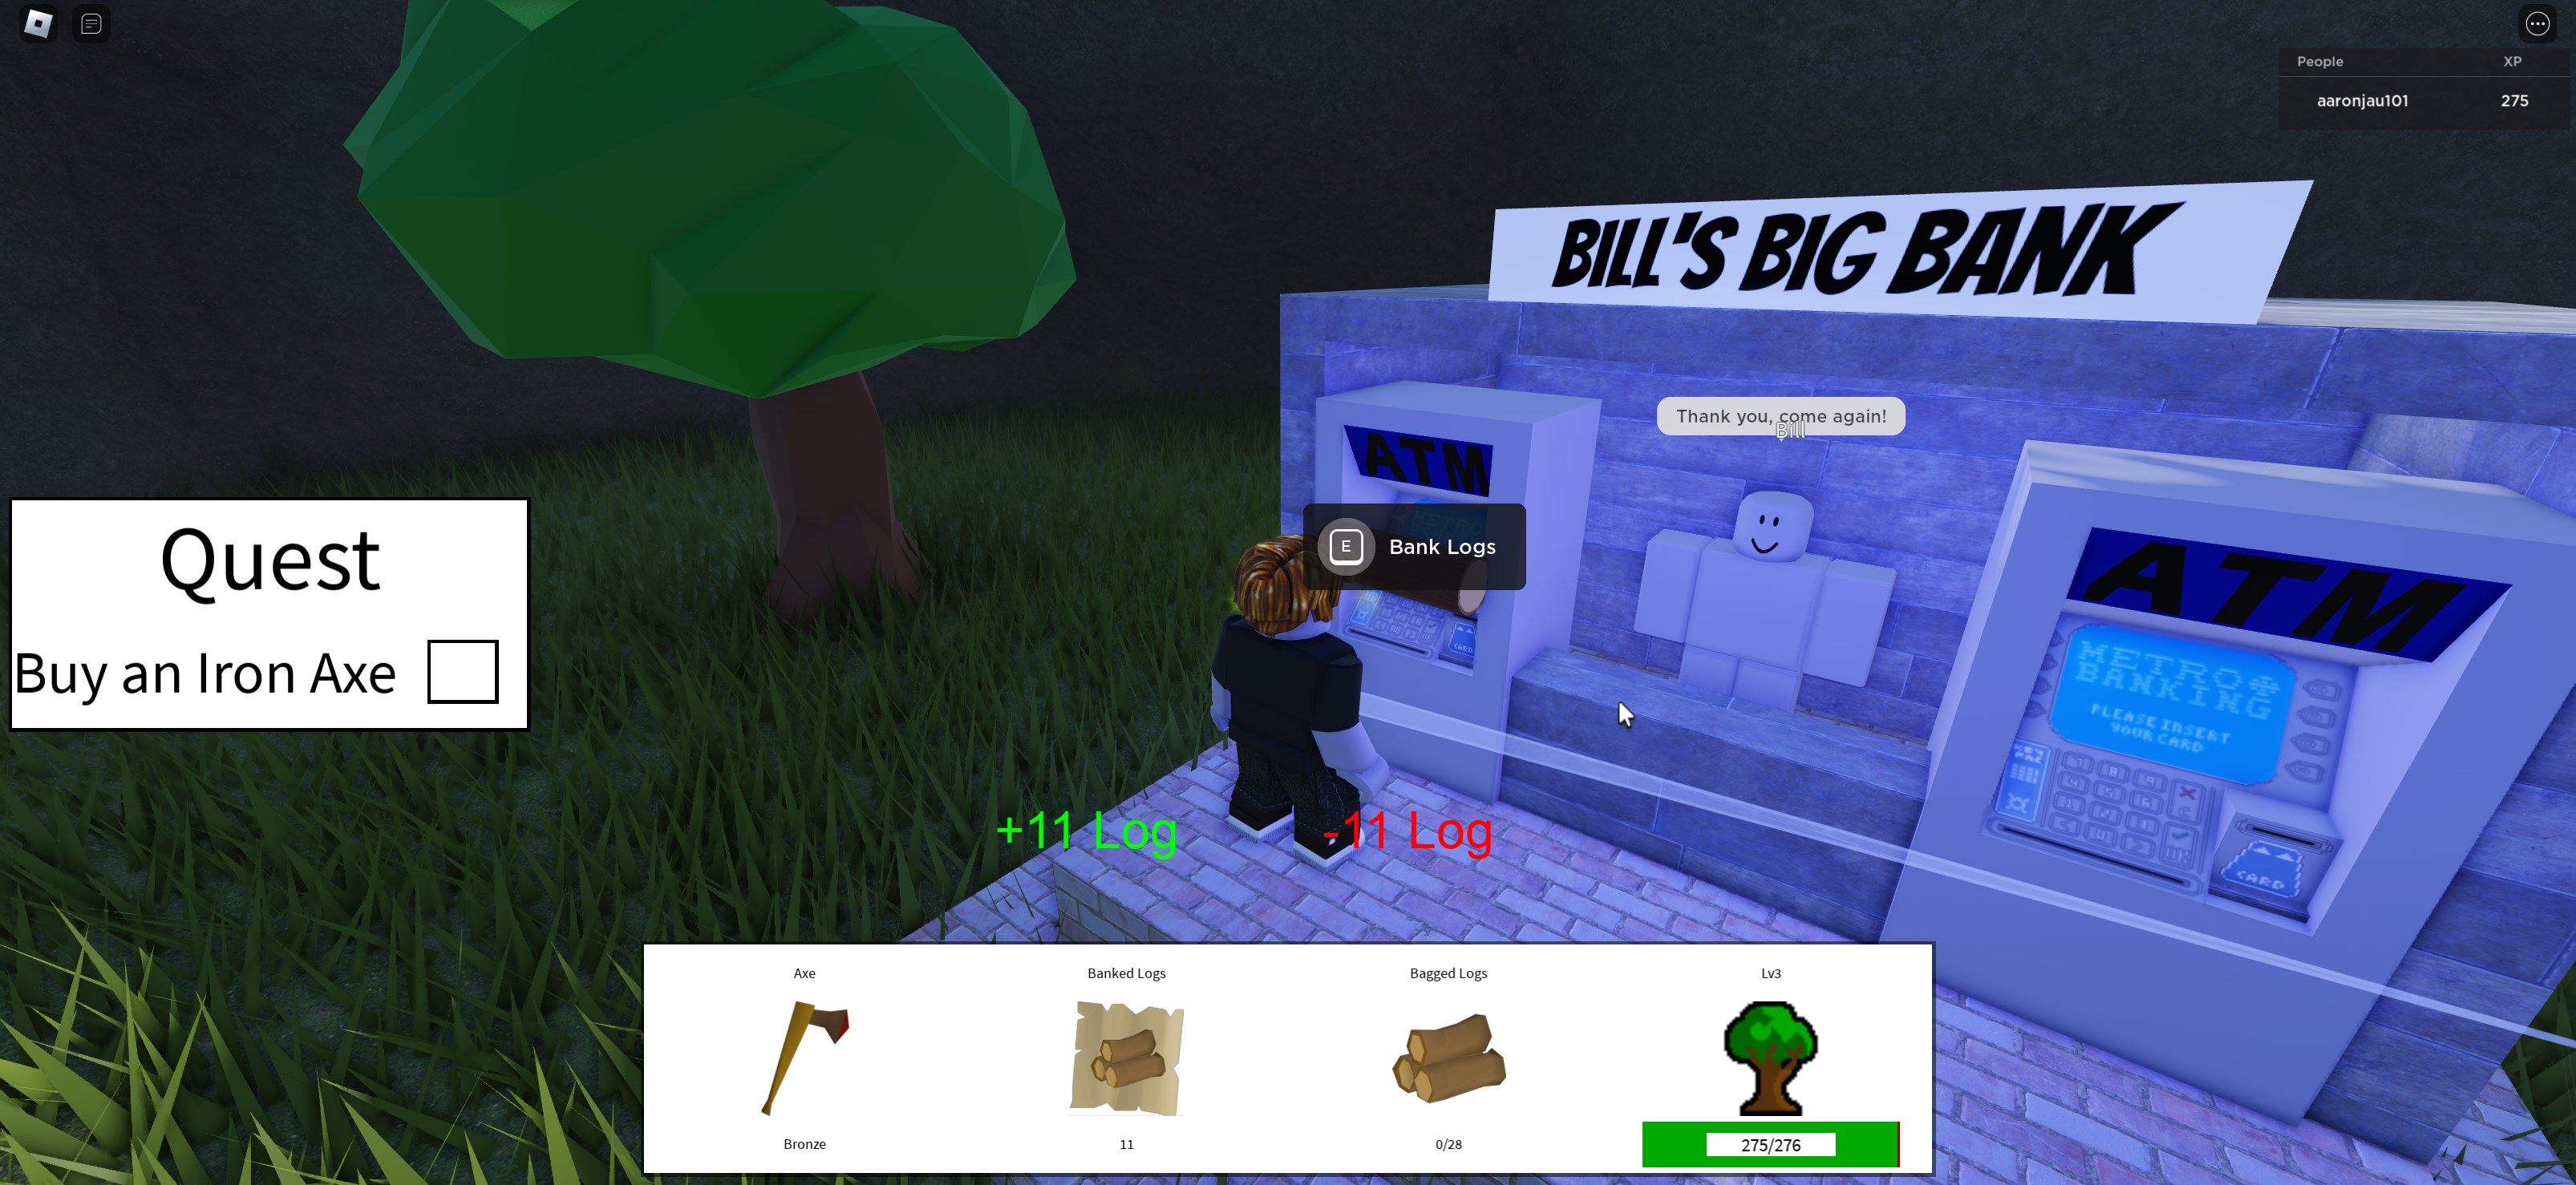 People XP
aaronjau101 275
BILL'S BIG BANK
Thank you, come again!
Bill
ATM
E Bank Logs
ATM
METRO
BANKING
PLEASE INSERT
YOUR CARD
CARD
CARD
Quest
Buy an Iron Axe
+11 Log -11 Log
Axe Banked Logs Bagged Logs Lv3
Bronze 11 0/28 275/276